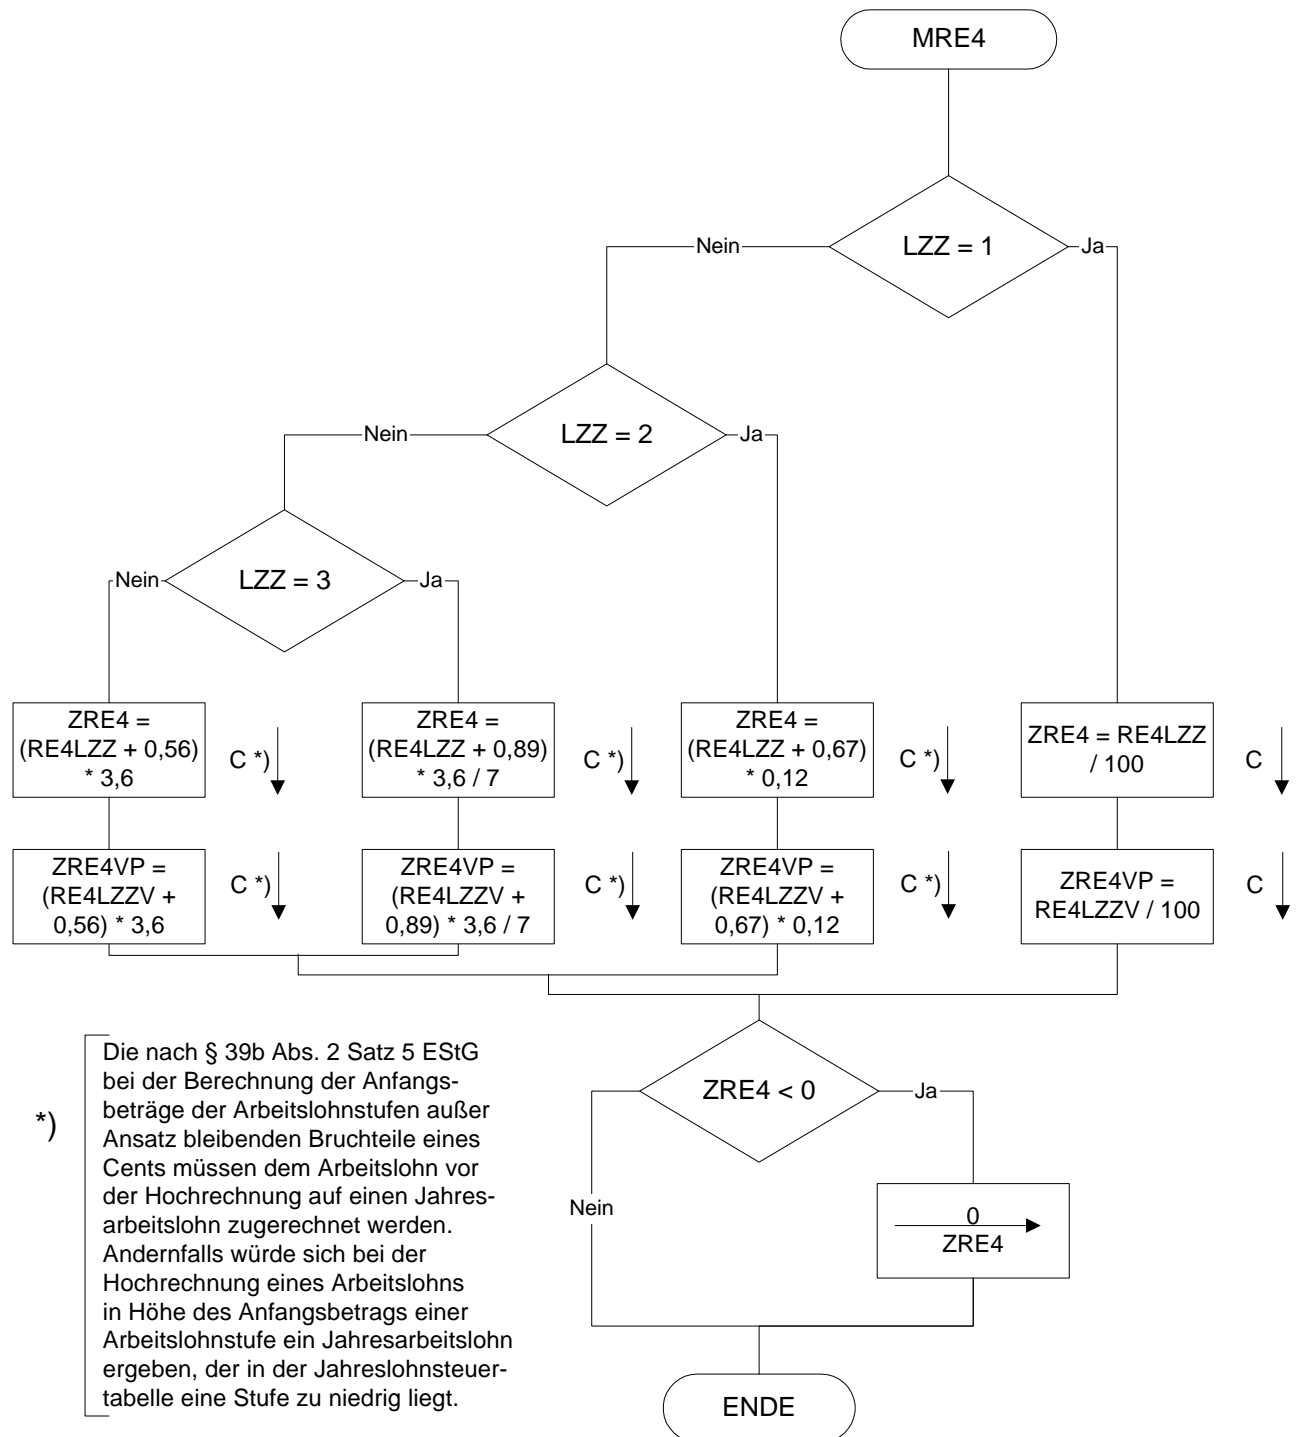 MRE4
LZZ = 1
Nein
Ja
LZZ = 2
Nein
Ja
LZZ = 3
Nein
Ja
ZRE4 =
(RE4LZZ + 0,56)
* 3,6
C *)
ZRE4 =
(RE4LZZ + 0,89)
* 3,6 / 7
C *)
ZRE4 =
(RE4LZZ + 0,67)
* 0,12
C *)
ZRE4 = RE4LZZ
/ 100
C
ZRE4VP =
(RE4LZZV +
0,56) * 3,6
C *)
ZRE4VP =
(RE4LZZV +
0,89) * 3,6 / 7
C *)
ZRE4VP =
(RE4LZZV +
0,67) * 0,12
C *)
ZRE4VP =
RE4LZZV / 100
C
*)
Die nach § 39b Abs. 2 Satz 5 EStG
bei der Berechnung der Anfangs-
beträge der Arbeitslohnstufen außer
Ansatz bleibenden Bruchteile eines
Cents müssen dem Arbeitslohn vor
der Hochrechnung auf einen Jahres-
arbeitslohn zugerechnet werden.
Andernfalls würde sich bei der
Hochrechnung eines Arbeitslohns
in Höhe des Anfangsbetrags einer
Arbeitslohnstufe ein Jahresarbeitslohn
ergeben, der in der Jahreslohnsteuer-
tabelle eine Stufe zu niedrig liegt.
ZRE4 < 0
Ja
Nein
0
ZRE4
ENDE